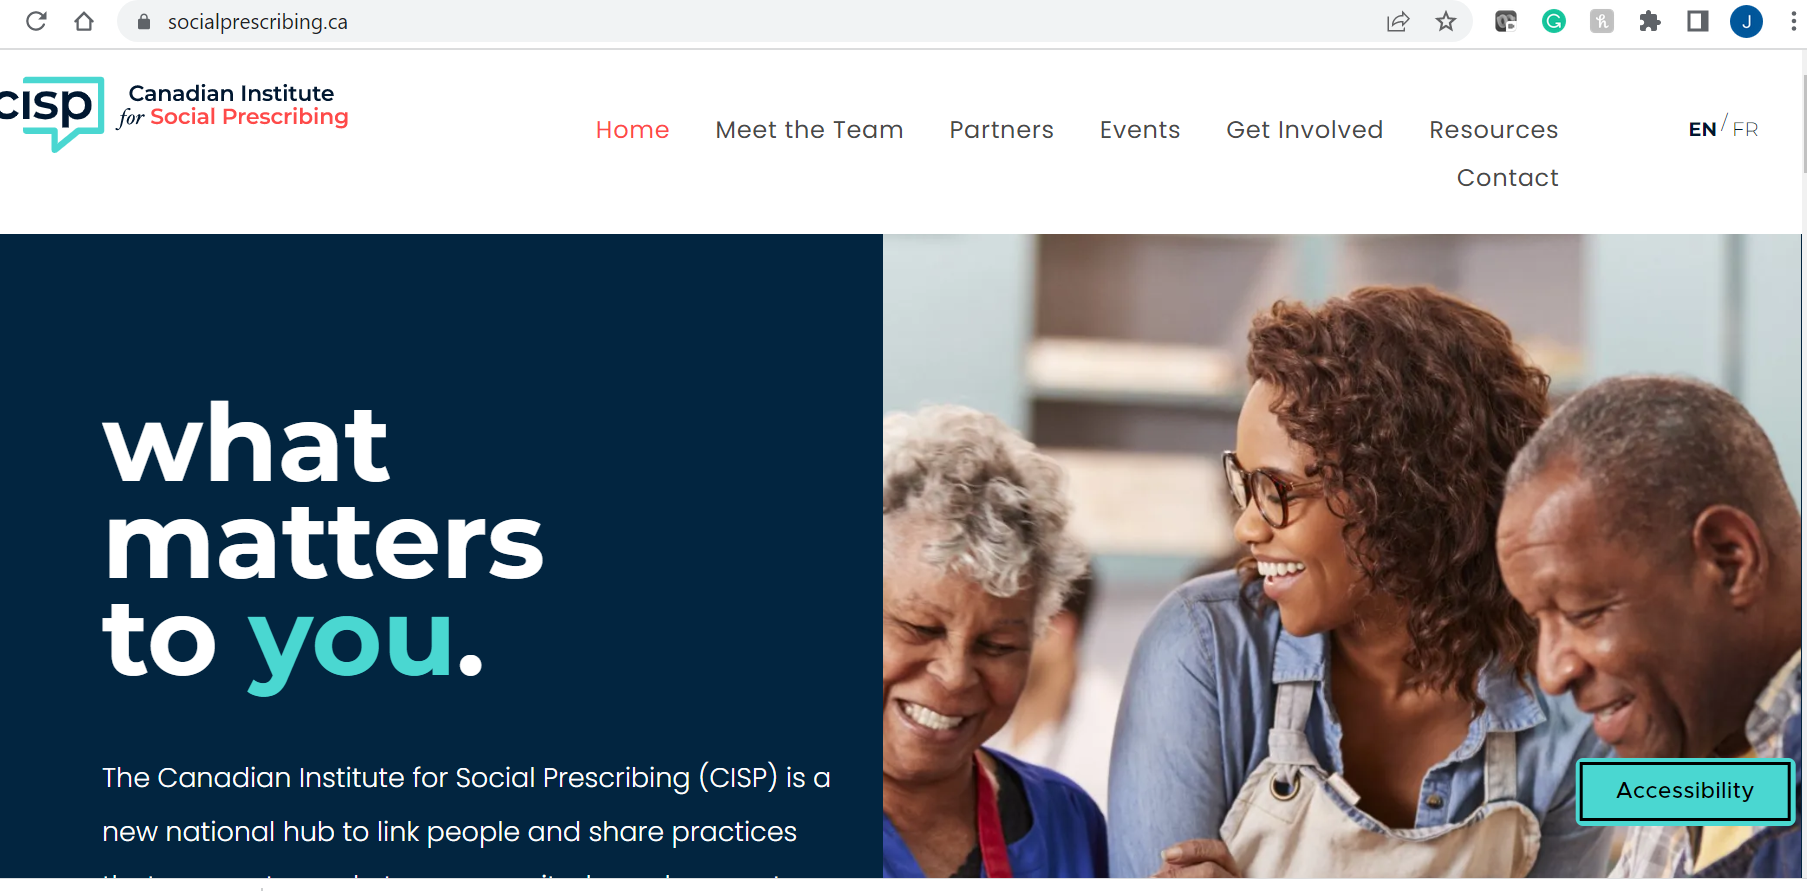 socialprescribing.ca
J
cısp
Canadian Institute
for Social Prescribing
Home Meet the Team Partners Events Get Involved Resources
Contact
EN / FR
what
matters
to you.
The Canadian Institute for Social Prescribing (CISP) is a
new national hub to link people and share practices
Accessibility